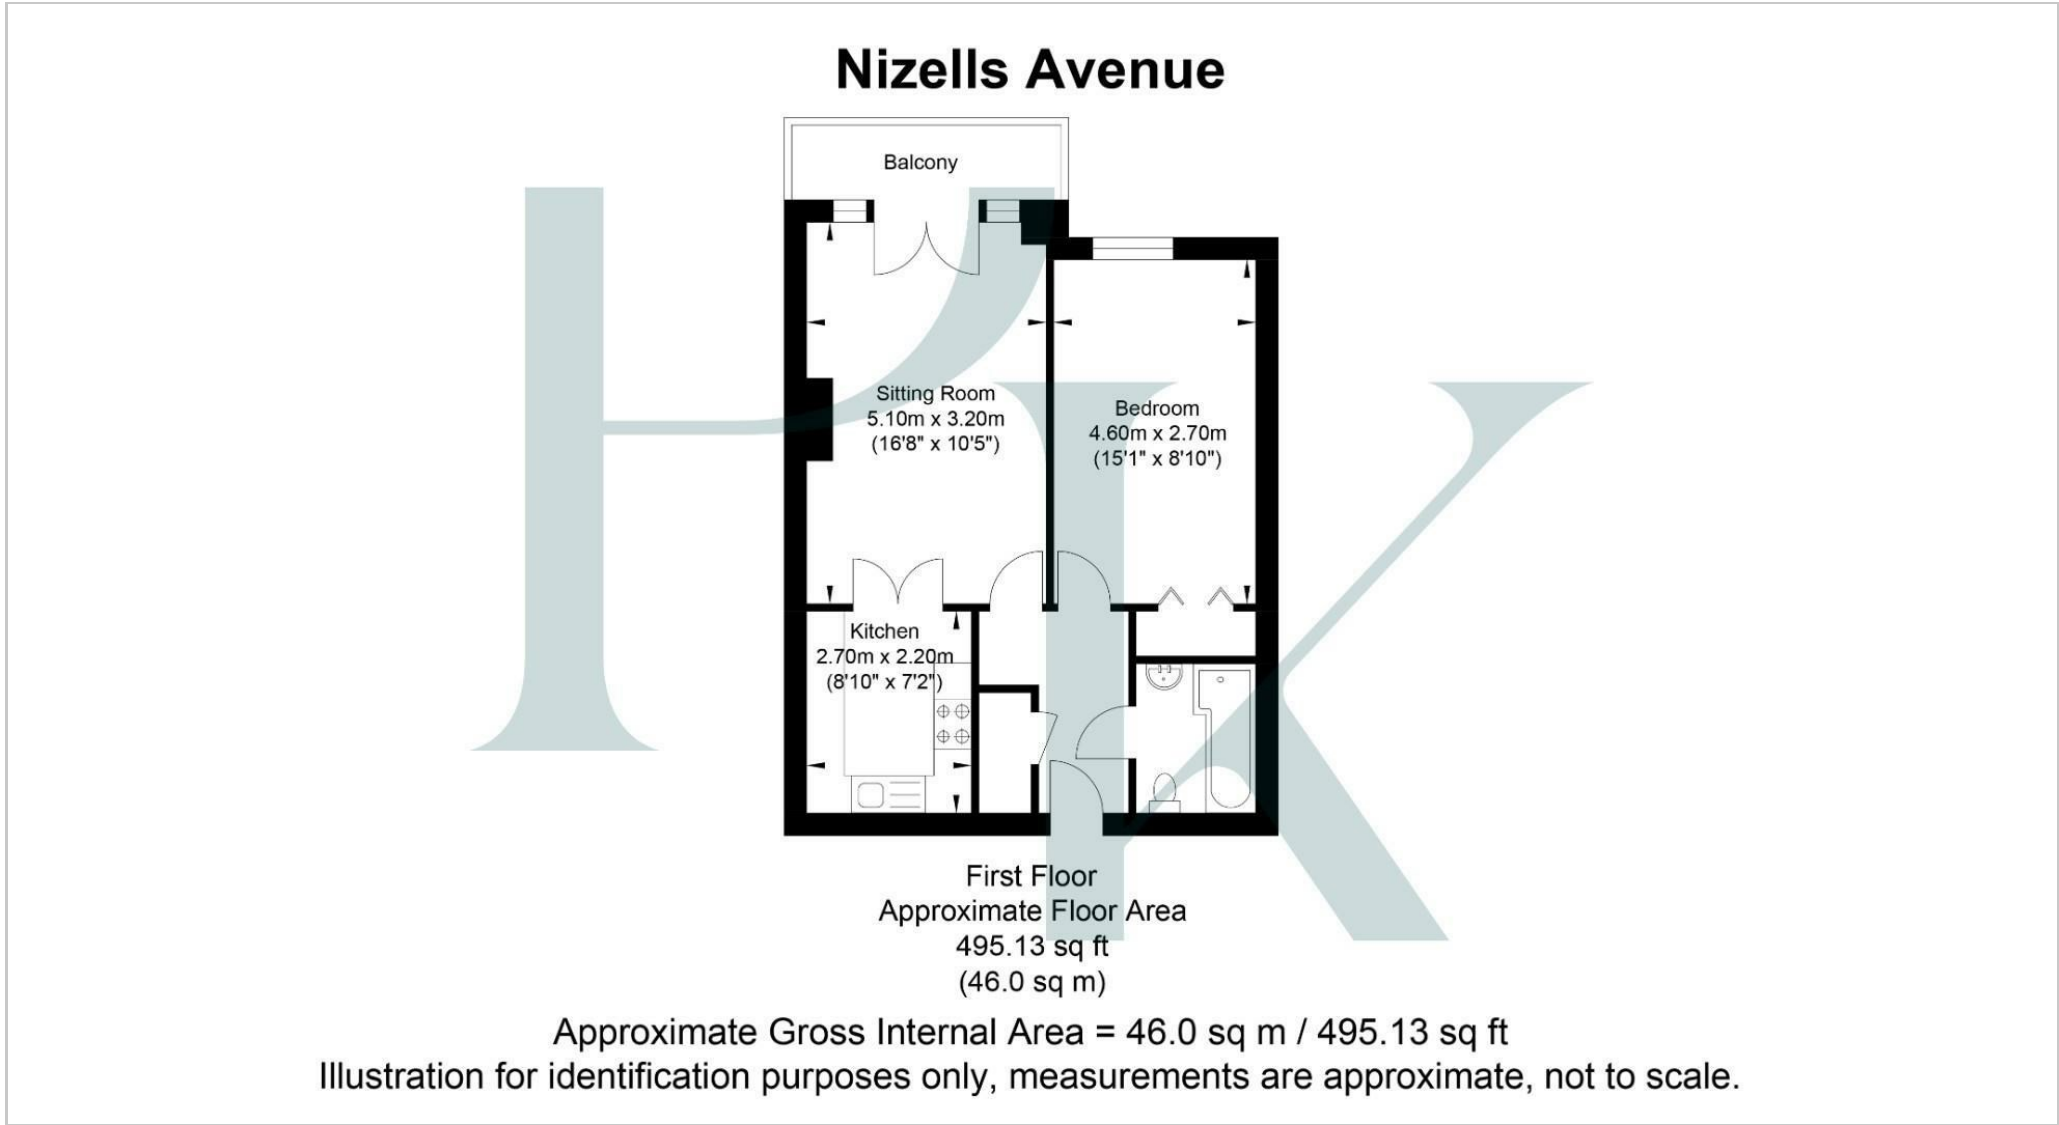 Nizells Avenue
Balcony
Sitting Room
5.10m x 3.20m
(16'8" x 10'5")
Bedroom
4.60m x 2.70m
(15'1" x 8'10")
Kitchen
2.70m x 2.20m
(8'10" x 7'2")
First Floor
Approximate Floor Area
495.13 sq ft
(46.0 sq m)
Approximate Gross Internal Area = 46.0 sq m / 495.13 sq ft
Illustration for identification purposes only, measurements are approximate, not to scale.
HK